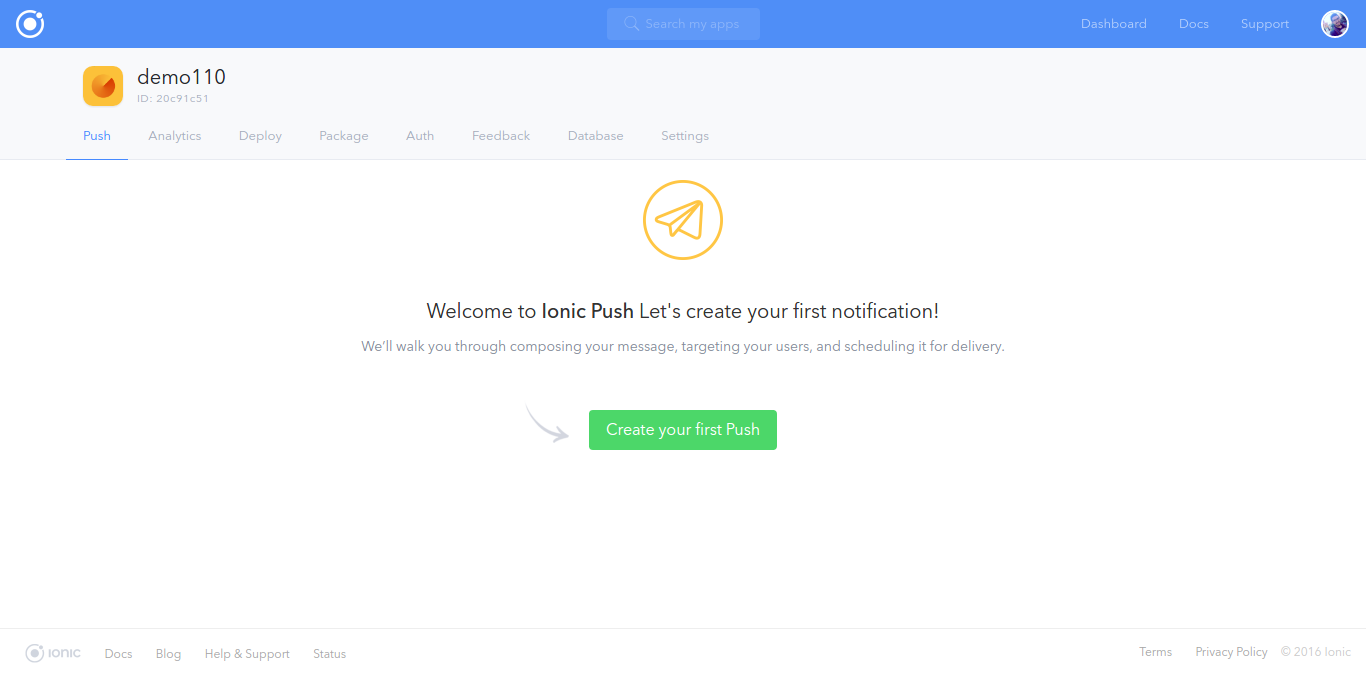 Search my apps
Dashboard
Docs
Support
demo110
ID: 20c91c51
Push
Analytics
Deploy
Package
Auth
Feedback
Database
Settings
Welcome to Ionic Push Let's create your first notification!
We’ll walk you through composing your message, targeting your users, and scheduling it for delivery.
Create your first Push
IONIC
Docs
Blog
Help & Support
Status
Terms
Privacy Policy
© 2016 Ionic